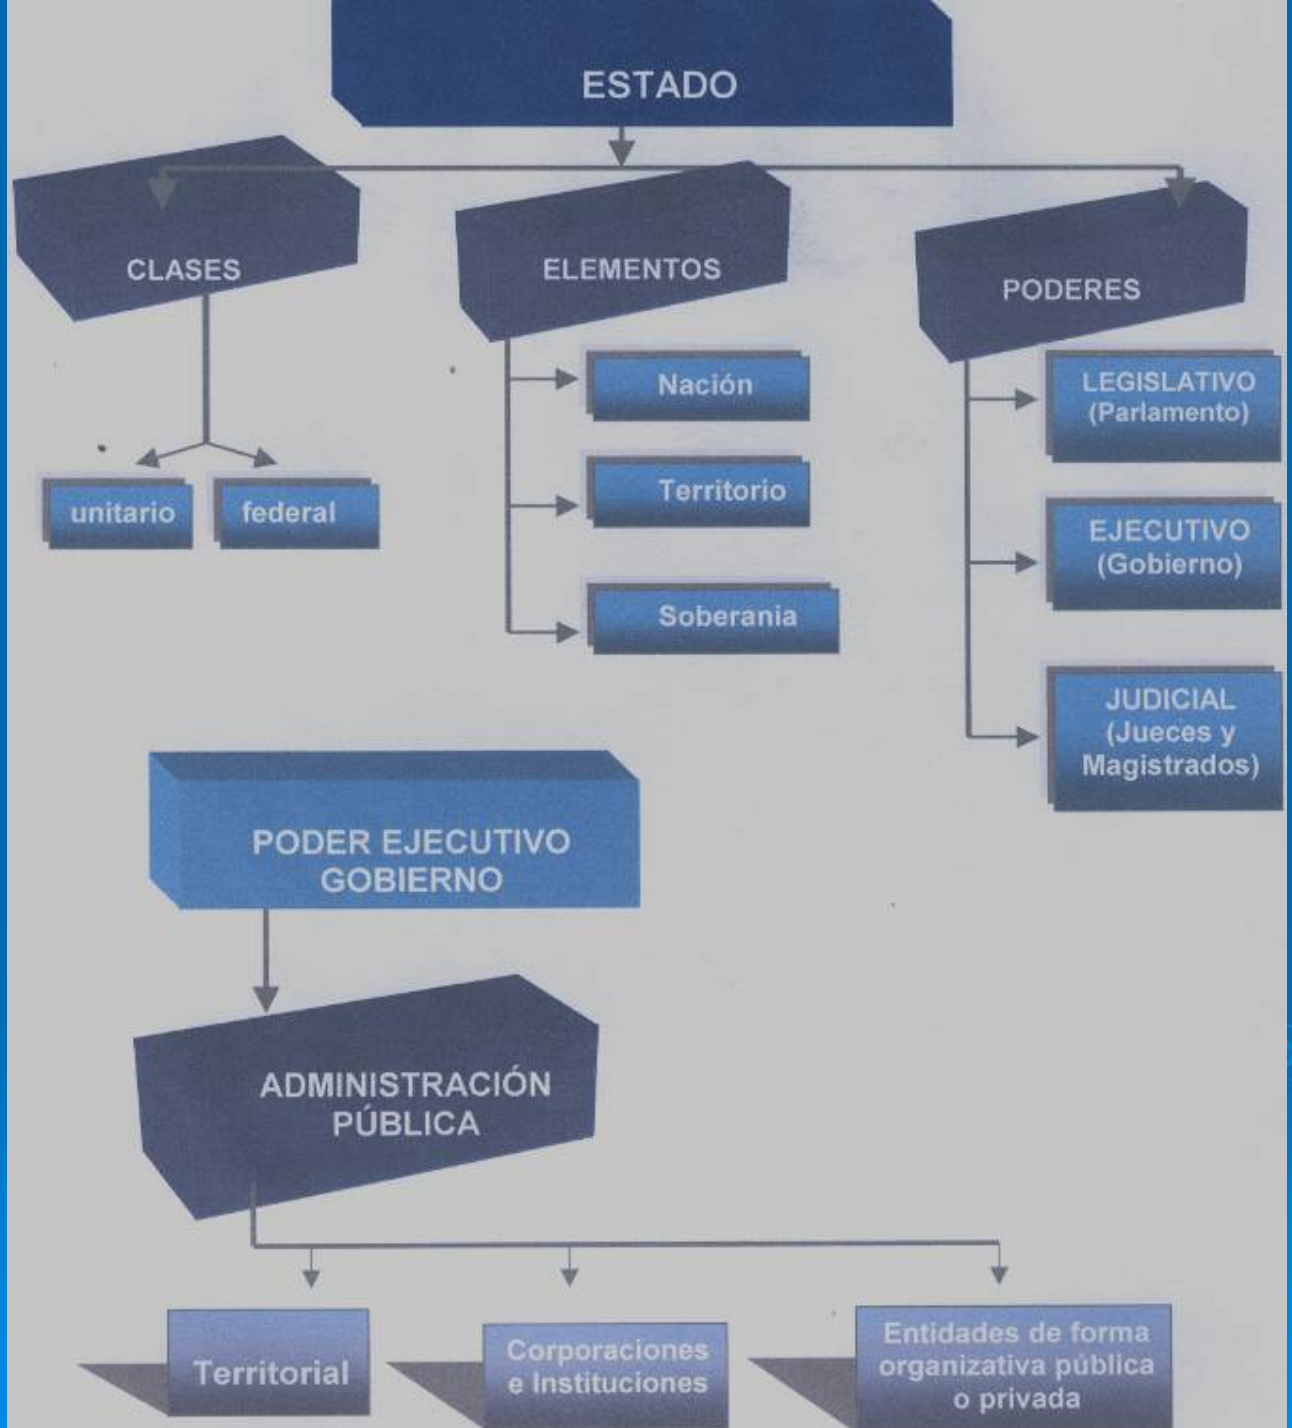 ESTADO
CLASES
unitario
federal
ELEMENTOS
Nación
Territorio
Soberania
PODERES
LEGISLATIVO
(Parlamento)
EJECUTIVO
(Gobierno)
JUDICIAL
(Jueces y
Magistrados)
PODER EJECUTIVO
GOBIERNO
ADMINISTRACIÓN
PÚBLICA
Territorial
Corporaciones
e Instituciones
Entidades de forma
organizativa pública
o privada